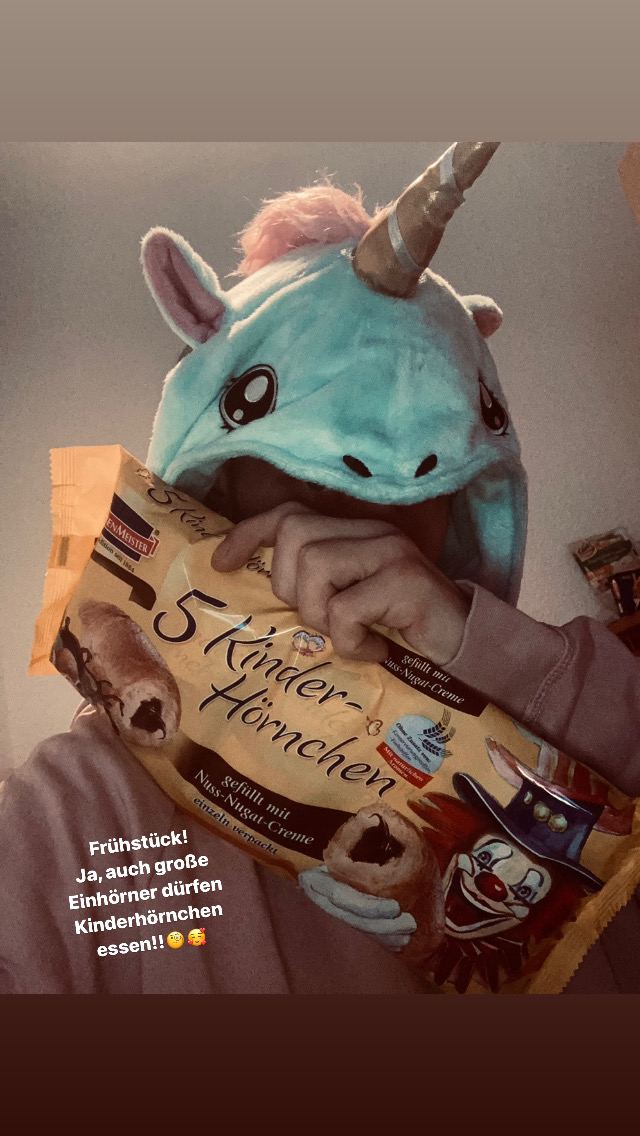 5 Kinder-
Hörnchen
gefüllt mit
Nuss-Nugat-Creme
einzeln verpackt
gefüllt mit
Nuss-Nugat-Creme
Frühstück!
Ja, auch große
Einhörner dürfen
Kinderhörnchen
essen!!🧐🥰